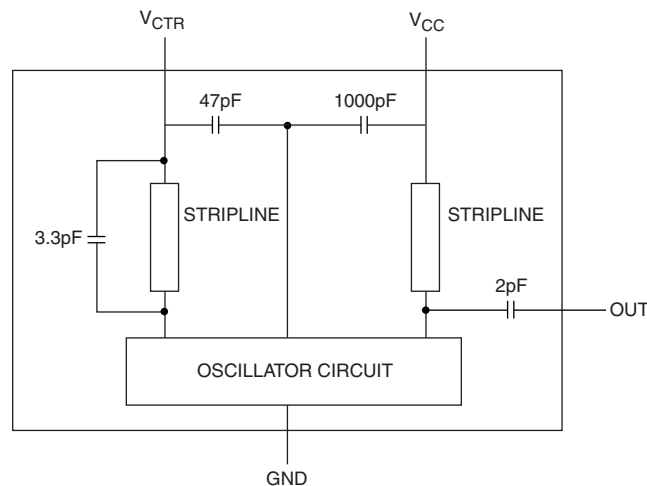 VCTR
VCC
47pF
1000pF
STRIPLINE
STRIPLINE
3.3pF
2pF
OUT
OSCILLATOR CIRCUIT
GND